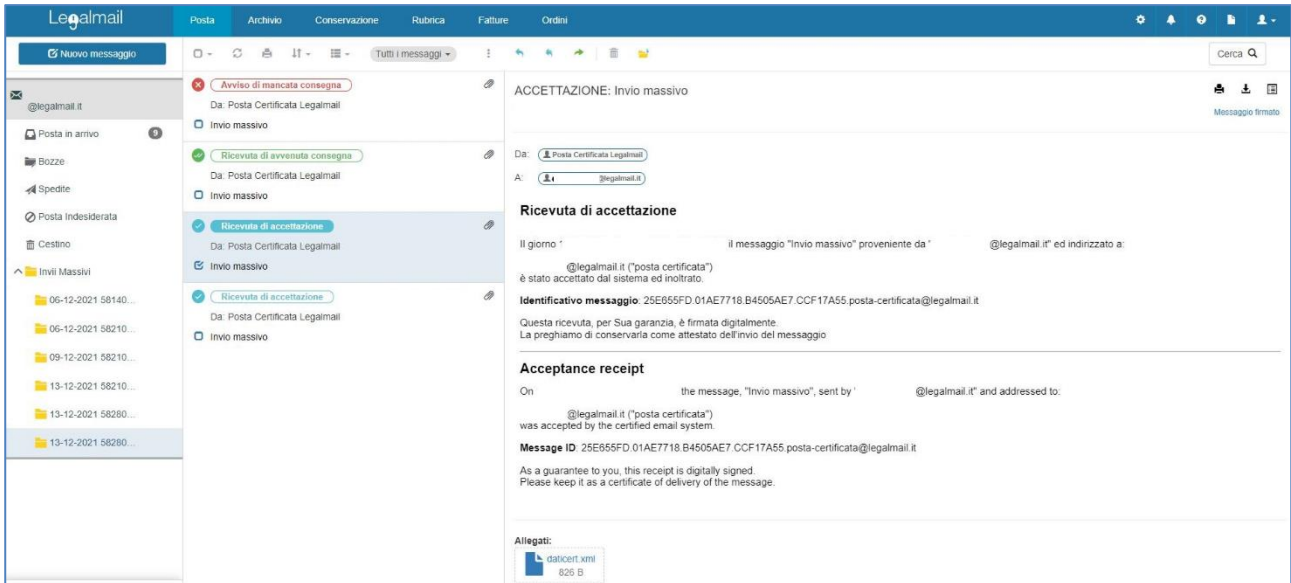 Legalmail
Posta Archivio Conservazione Rubrica Fatture Ordini
Nuovo messaggio
Tutti i messaggi
Cerca
@legalmail.it
Posta in arrivo 9
Bozze
Spedite
Posta Indesiderata
Cestino
Invii Massivi
06-12-2021 58140...
06-12-2021 58210...
09-12-2021 58210...
13-12-2021 58210...
13-12-2021 58280...
13-12-2021 58280...
Avviso di mancata consegna
Da: Posta Certificata Legalmail
Invio massivo
Ricevuta di avvenuta consegna
Da: Posta Certificata Legalmail
Invio massivo
Ricevuta di accettazione
Da: Posta Certificata Legalmail
Invio massivo
Ricevuta di accettazione
Da: Posta Certificata Legalmail
Invio massivo
ACCETTAZIONE: Invio massivo
Messaggio firmato
Da: Posta Certificata Legalmail
A: @legalmail.it
Ricevuta di accettazione
Il giorno ' il messaggio "Invio massivo" proveniente da ' @legalmail.it" ed indirizzato a:
@legalmail.it ("posta certificata")
è stato accettato dal sistema ed inoltrato.
Identificativo messaggio: 25E655FD.01AE7718.B4505AE7.CCF17A55.posta-certificata@legalmail.it
Questa ricevuta, per Sua garanzia, è firmata digitalmente.
La preghiamo di conservarla come attestato dell'invio del messaggio
Acceptance receipt
On the message, "Invio massivo", sent by ' @legalmail.it" and addressed to:
@legalmail.it ("posta certificata")
was accepted by the certified email system.
Message ID: 25E655FD.01AE7718.B4505AE7.CCF17A55.posta-certificata@legalmail.it
As a guarantee to you, this receipt is digitally signed.
Please keep it as a certificate of delivery of the message.
Allegati:
daticert.xml
826 B